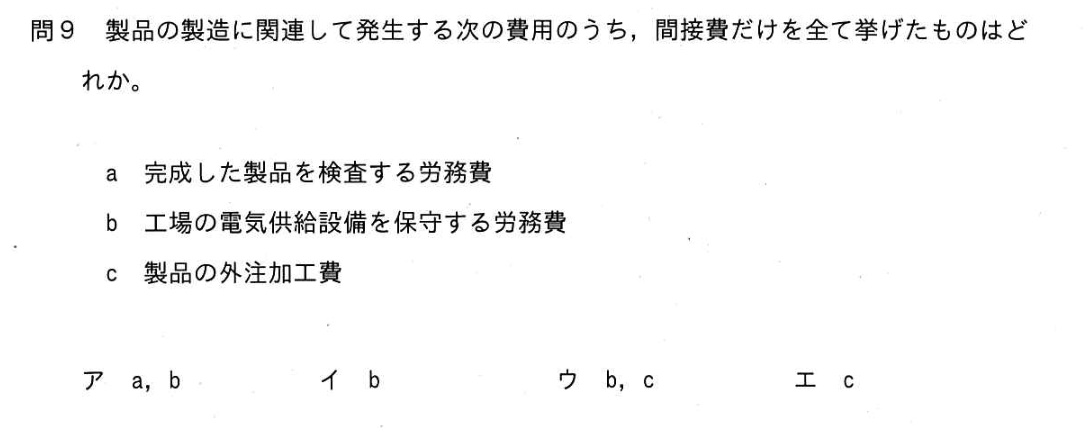 問9 製品の製造に関連して発生する次の費用のうち，間接費だけを全て挙げたものはど
れか。
a 完成した製品を検査する労務費
b 工場の電気供給設備を保守する労務費
c 製品の外注加工費
ア a，b イ b ウ b，c エ c